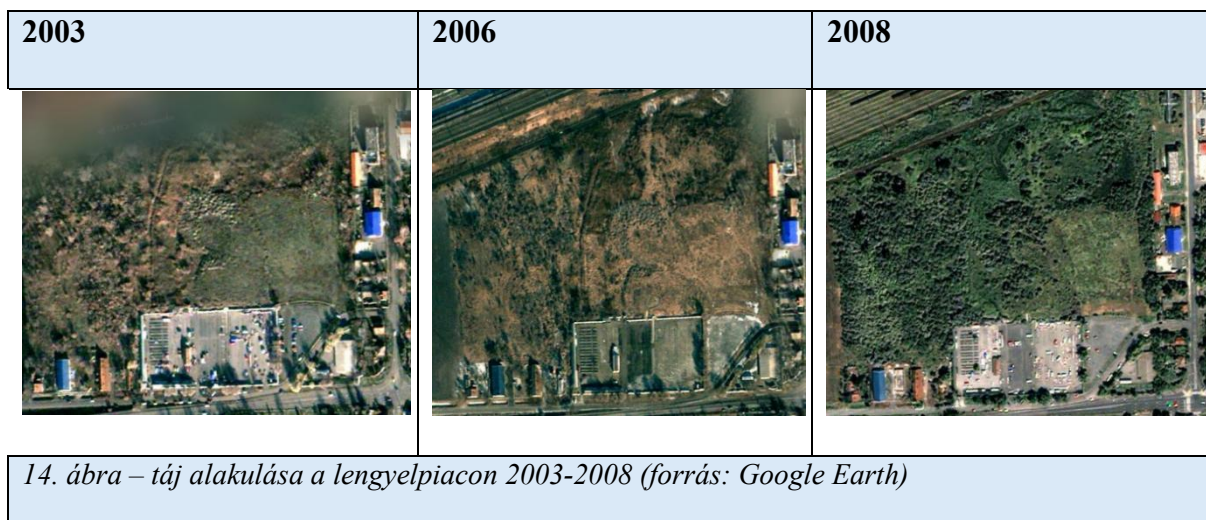 2003 2006 2008
14. ábra – táj alakulása a lengyelpiacon 2003-2008 (forrás: Google Earth)